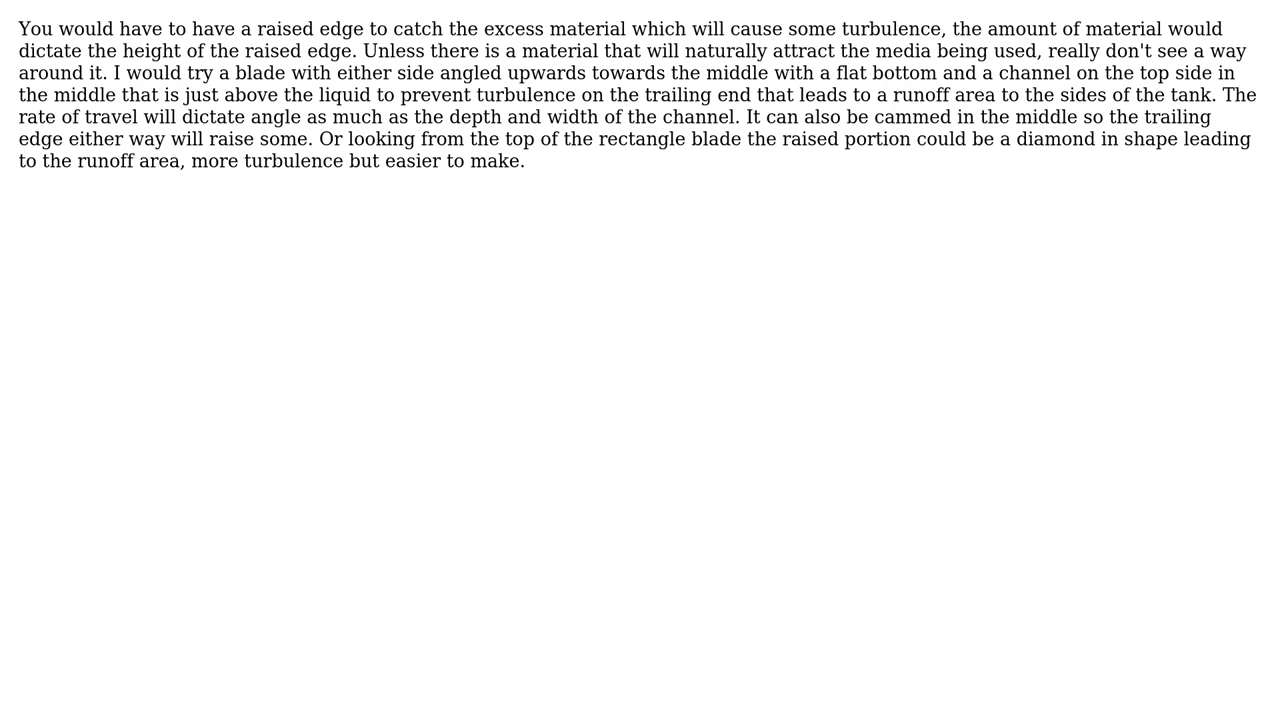 You would have to have a raised edge to catch the excess material which will cause some turbulence, the amount of material would
dictate the height of the raised edge. Unless there is a material that will naturally attract the media being used, really don't see a way
around it. I would try a blade with either side angled upwards towards the middle with a flat bottom and a channel on the top side in
the middle that is just above the liquid to prevent turbulence on the trailing end that leads to a runoff area to the sides of the tank. The
rate of travel will dictate angle as much as the depth and width of the channel. It can also be cammed in the middle so the trailing
edge either way will raise some. Or looking from the top of the rectangle blade the raised portion could be a diamond in shape leading
to the runoff area, more turbulence but easier to make.